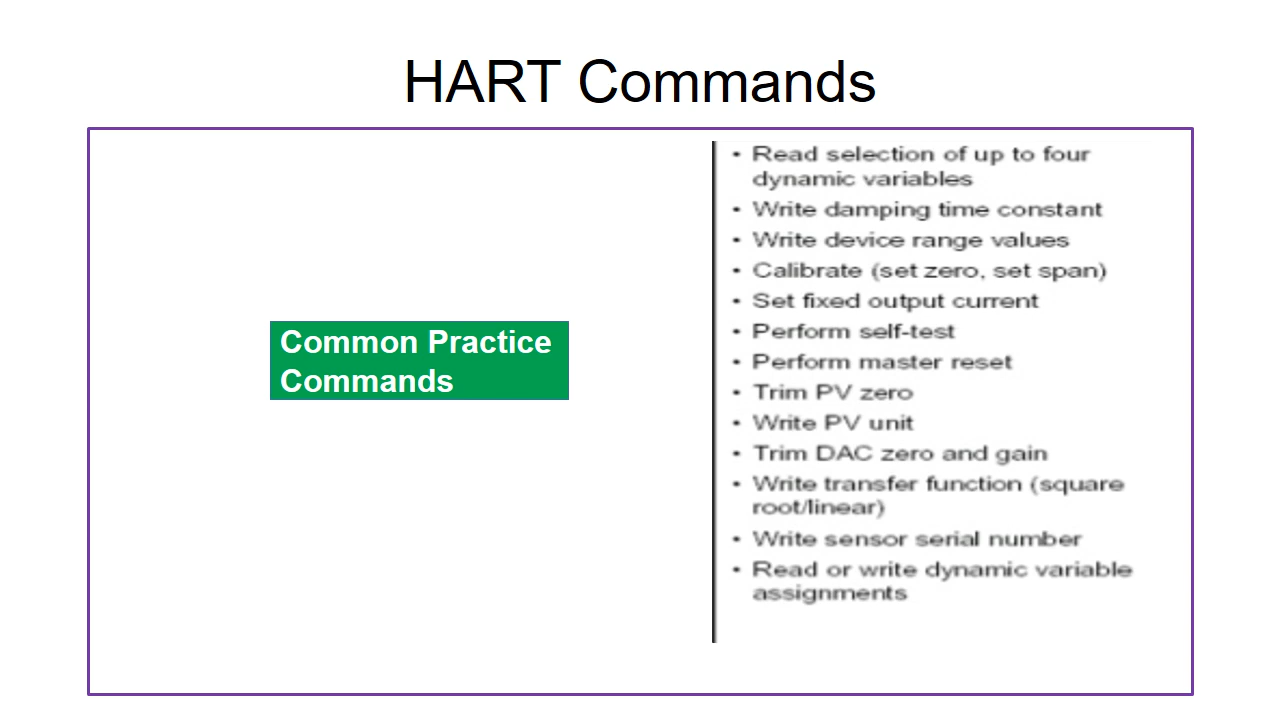 HART Commands
Common Practice
Commands
• Read selection of up to four
dynamic variables
• Write damping time constant
• Write device range values
• Calibrate (set zero, set span)
• Set fixed output current
• Perform self-test
• Perform master reset
• Trim PV zero
• Write PV unit
• Trim DAC zero and gain
• Write transfer function (square
root/linear)
• Write sensor serial number
• Read or write dynamic variable
assignments